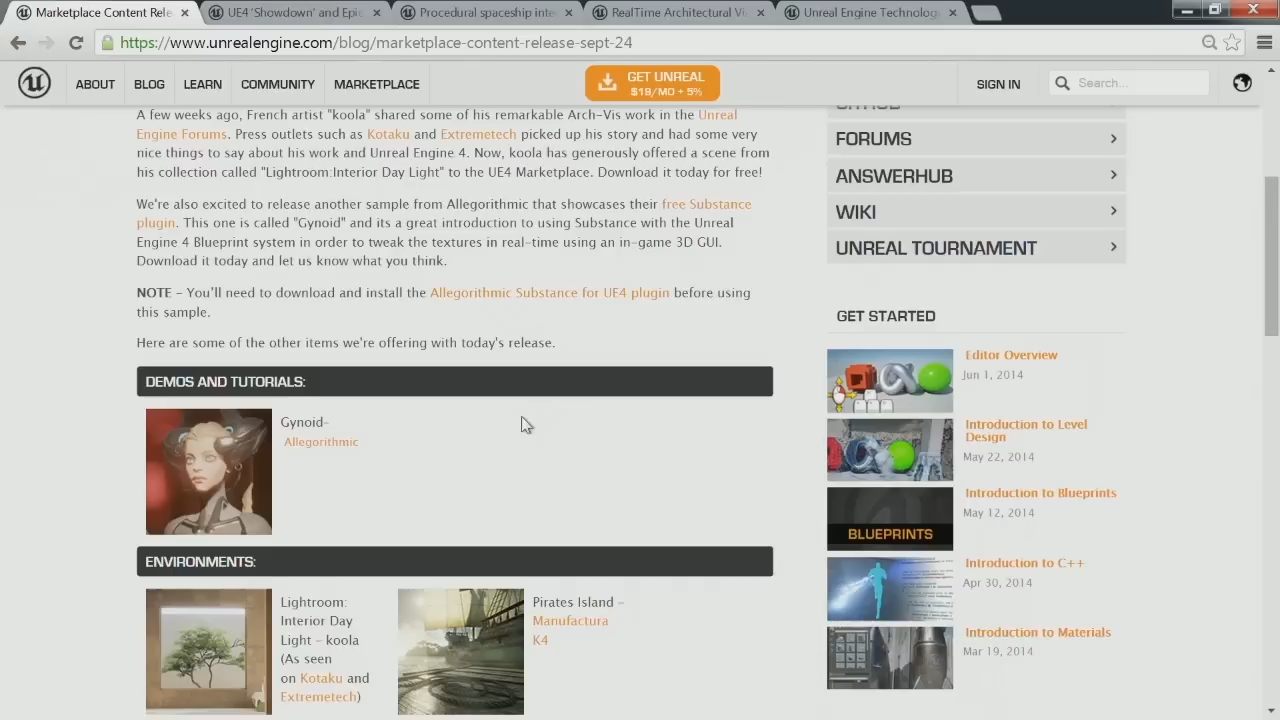 Marketplace Content Rele
UE4 'Showdown' and Epic
Procedural spaceship inte
RealTime Architectural Vi
Unreal Engine Technolog
https://www.unrealengine.com/blog/marketplace-content-release-sept-24
ABOUT
BLOG
LEARN
COMMUNITY
MARKETPLACE
GET UNREAL
$19/MO + 5%
SIGN IN
Search...
A few weeks ago, French artist "koola" shared some of his remarkable Arch-Vis work in the Unreal
Engine Forums. Press outlets such as Kotaku and Extremetech picked up his story and had some very
nice things to say about his work and Unreal Engine 4. Now, koola has generously offered a scene from
his collection called "Lightroom:Interior Day Light" to the UE4 Marketplace. Download it today for free!
We're also excited to release another sample from Allegorithmic that showcases their free Substance
plugin. This one is called "Gynoid" and its a great introduction to using Substance with the Unreal
Engine 4 Blueprint system in order to tweak the textures in real-time using an in-game 3D GUI.
Download it today and let us know what you think.
NOTE – You'll need to download and install the Allegorithmic Substance for UE4 plugin before using
this sample.
Here are some of the other items we're offering with today's release.
DEMOS AND TUTORIALS:
Gynoid–
Allegorithmic
ENVIRONMENTS:
Lightroom:
Interior Day
Light – koola
(As seen
on Kotaku and
Extremetech)
Pirates Island –
Manufactura
K4
GITHUB
FORUMS
ANSWERHUB
WIKI
UNREAL TOURNAMENT
GET STARTED
Editor Overview
Jun 1, 2014
Introduction to Level
Design
May 22, 2014
BLUEPRINTS
Introduction to Blueprints
May 12, 2014
Introduction to C++
Apr 30, 2014
Introduction to Materials
Mar 19, 2014